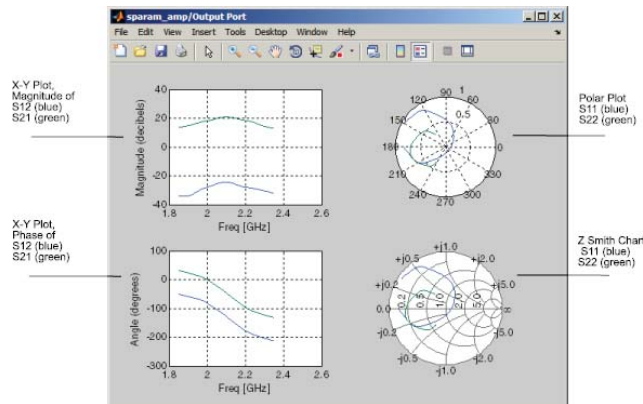 sparam_amp/Output Port
File Edit View Insert Tools Desktop Window Help
X-Y Plot,
Magnitude of
S12 (blue)
S21 (green)
Magnitude (decibels)
40
20
0
-20
-40
1.8 2 2.2 2.4 2.6
Freq [GHz]
Polar Plot
S11 (blue)
S22 (green)
90 1
120 60
0.5
150
180 0
210 330
240 300
270
X-Y Plot,
Phase of
S12 (blue)
S21 (green)
Angle (degrees)
100
0
-100
-200
-300
1.8 2 2.2 2.4 2.6
Freq [GHz]
Z Smith Chart
S11 (blue)
S22 (green)
+j1.0
+j0.5 +j2.0
+j0.2 +j5.0
0.0 0.2 0.5 1.0 2.0 5.0 ∞
-j0.2 -j5.0
-j0.5 -j2.0
-j1.0